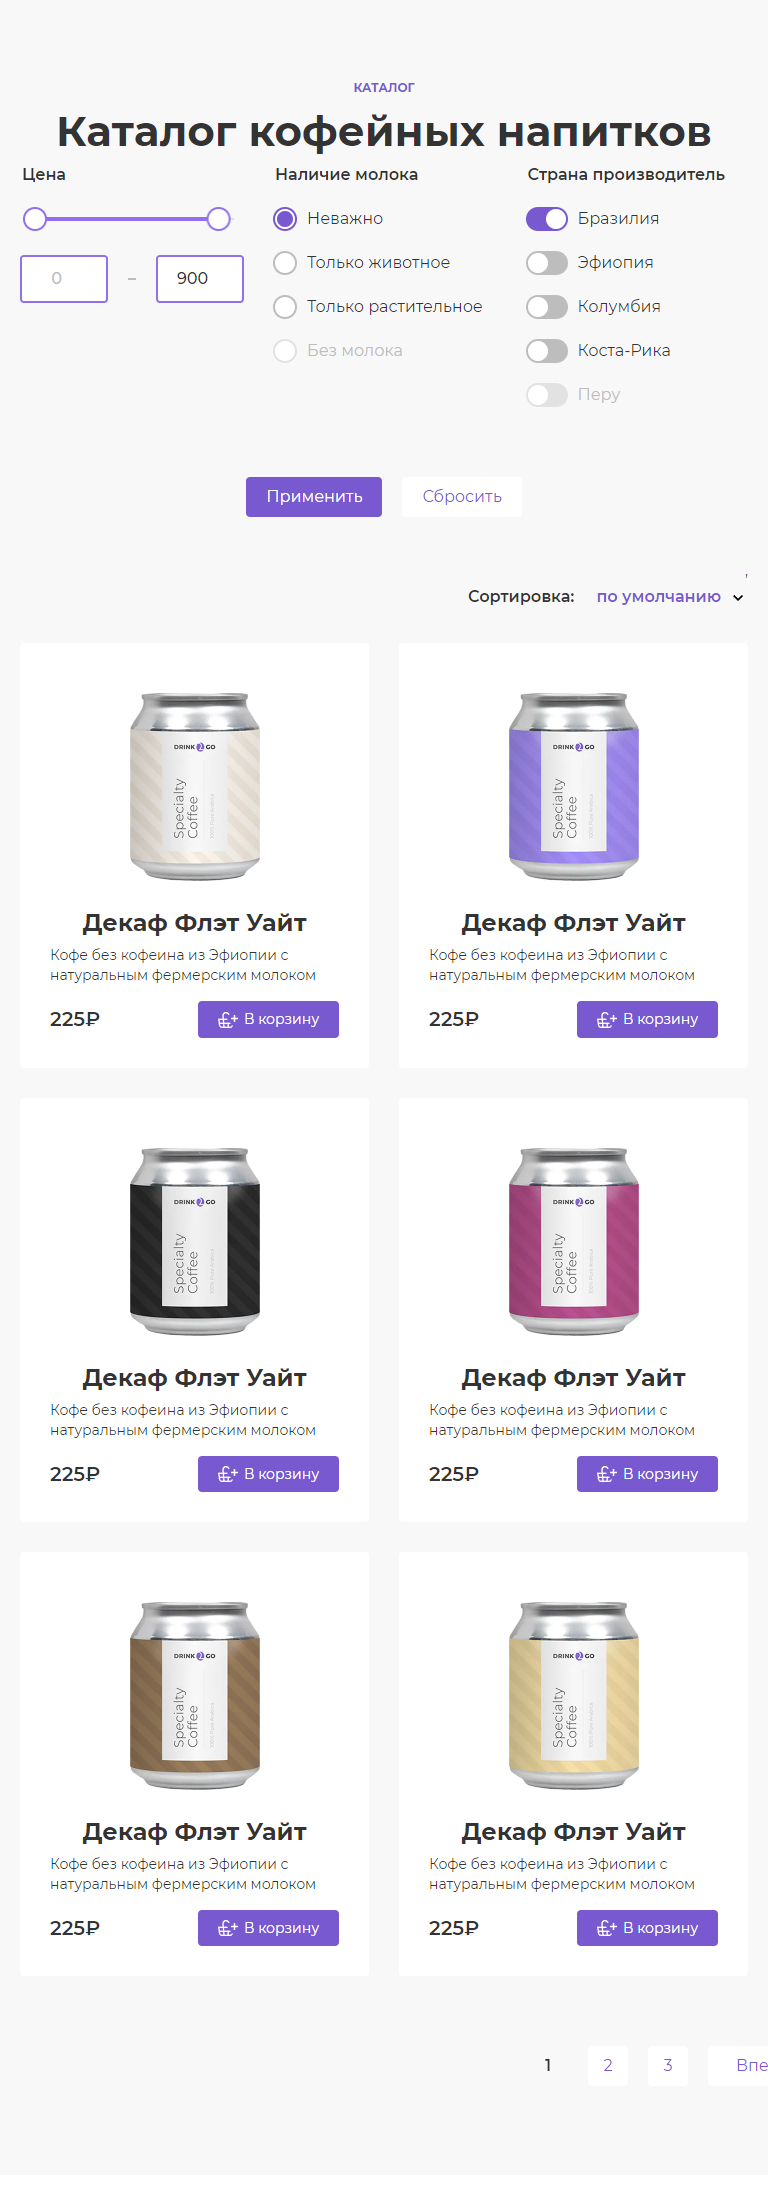 КАТАЛОГ
Каталог кофейных напитков
Цена
0
–
900
Наличие молока
Неважно
Только животное
Только растительное
Без молока
Страна производитель
Бразилия
Эфиопия
Колумбия
Коста-Рика
Перу
Применить
Сбросить
,
Сортировка:
по умолчанию
DRINK 2 GO
Specialty
Coffee
100% Pure Arabica
Декаф Флэт Уайт
Кофе без кофеина из Эфиопии с
натуральным фермерским молоком
225₽
В корзину
DRINK 2 GO
Specialty
Coffee
100% Pure Arabica
Декаф Флэт Уайт
Кофе без кофеина из Эфиопии с
натуральным фермерским молоком
225₽
В корзину
DRINK 2 GO
Specialty
Coffee
100% Pure Arabica
Декаф Флэт Уайт
Кофе без кофеина из Эфиопии с
натуральным фермерским молоком
225₽
В корзину
DRINK 2 GO
Specialty
Coffee
100% Pure Arabica
Декаф Флэт Уайт
Кофе без кофеина из Эфиопии с
натуральным фермерским молоком
225₽
В корзину
DRINK 2 GO
Specialty
Coffee
100% Pure Arabica
Декаф Флэт Уайт
Кофе без кофеина из Эфиопии с
натуральным фермерским молоком
225₽
В корзину
DRINK 2 GO
Specialty
Coffee
100% Pure Arabica
Декаф Флэт Уайт
Кофе без кофеина из Эфиопии с
натуральным фермерским молоком
225₽
В корзину
1
2
3
Впе